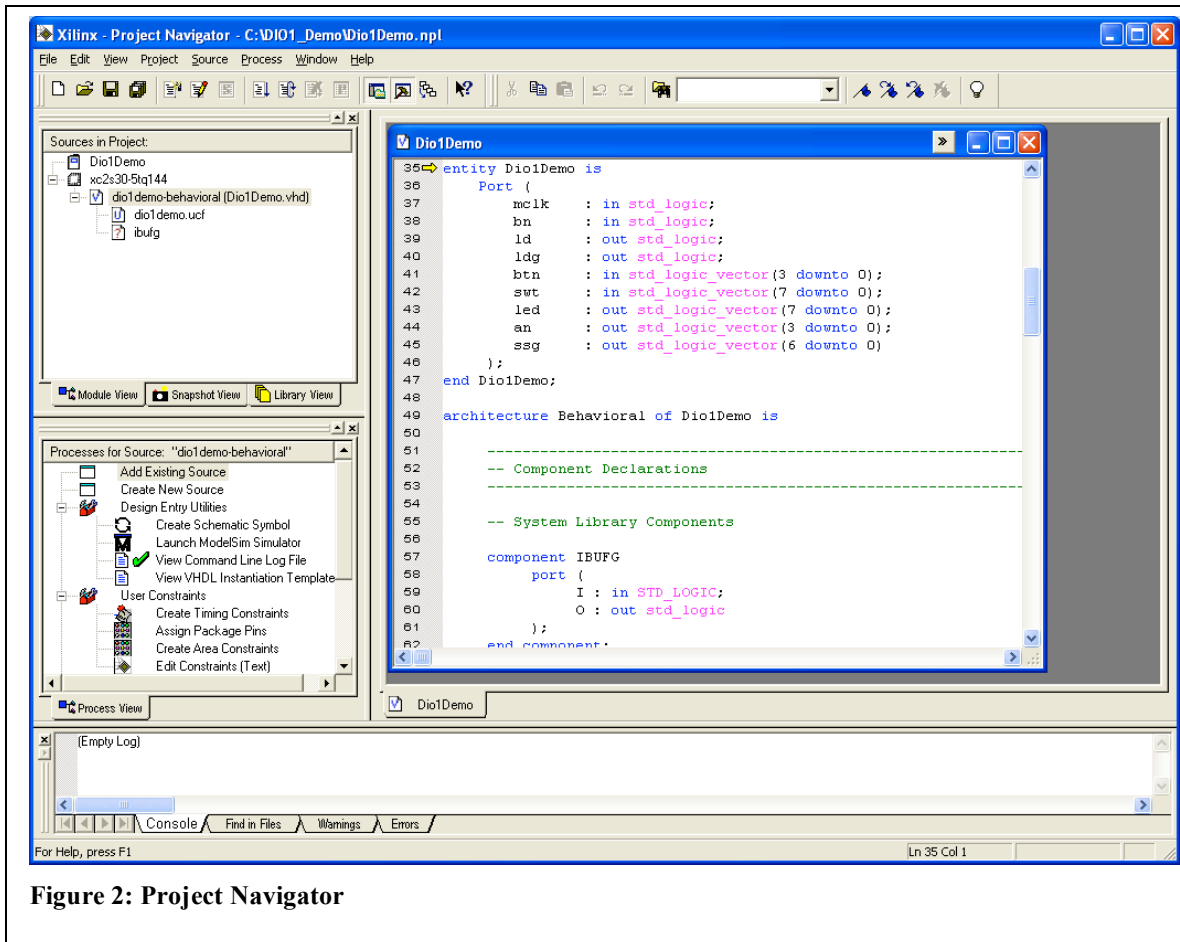 Xilinx - Project Navigator - C:\DIO1_Demo\Dio1Demo.npl
File Edit View Project Source Process Window Help
Sources in Project:
Dio1Demo
xc2s30-5tq144
dio1demo-behavioral (Dio1Demo.vhd)
dio1demo.ucf
ibufg
Module View Snapshot View Library View
Processes for Source: "dio1demo-behavioral"
Add Existing Source
Create New Source
Design Entry Utilities
Create Schematic Symbol
Launch ModelSim Simulator
View Command Line Log File
View VHDL Instantiation Template
User Constraints
Create Timing Constraints
Assign Package Pins
Create Area Constraints
Edit Constraints (Text)
Process View
Dio1Demo
35 entity Dio1Demo is
36 Port (
37 mclk : in std_logic;
38 bn : in std_logic;
39 ld : out std_logic;
40 ldg : out std_logic;
41 btn : in std_logic_vector(3 downto 0);
42 swt : in std_logic_vector(7 downto 0);
43 led : out std_logic_vector(7 downto 0);
44 an : out std_logic_vector(3 downto 0);
45 ssg : out std_logic_vector(6 downto 0)
46 );
47 end Dio1Demo;
48
49 architecture Behavioral of Dio1Demo is
50
51 ------------------------------------------------------------------
52 -- Component Declarations
53 ------------------------------------------------------------------
54
55 -- System Library Components
56
57 component IBUFG
58 port (
59 I : in STD_LOGIC;
60 O : out std_logic
61 );
62 end component;
Dio1Demo
(Empty Log)
Console Find in Files Warnings Errors
For Help, press F1 Ln 35 Col 1
Figure 2: Project Navigator